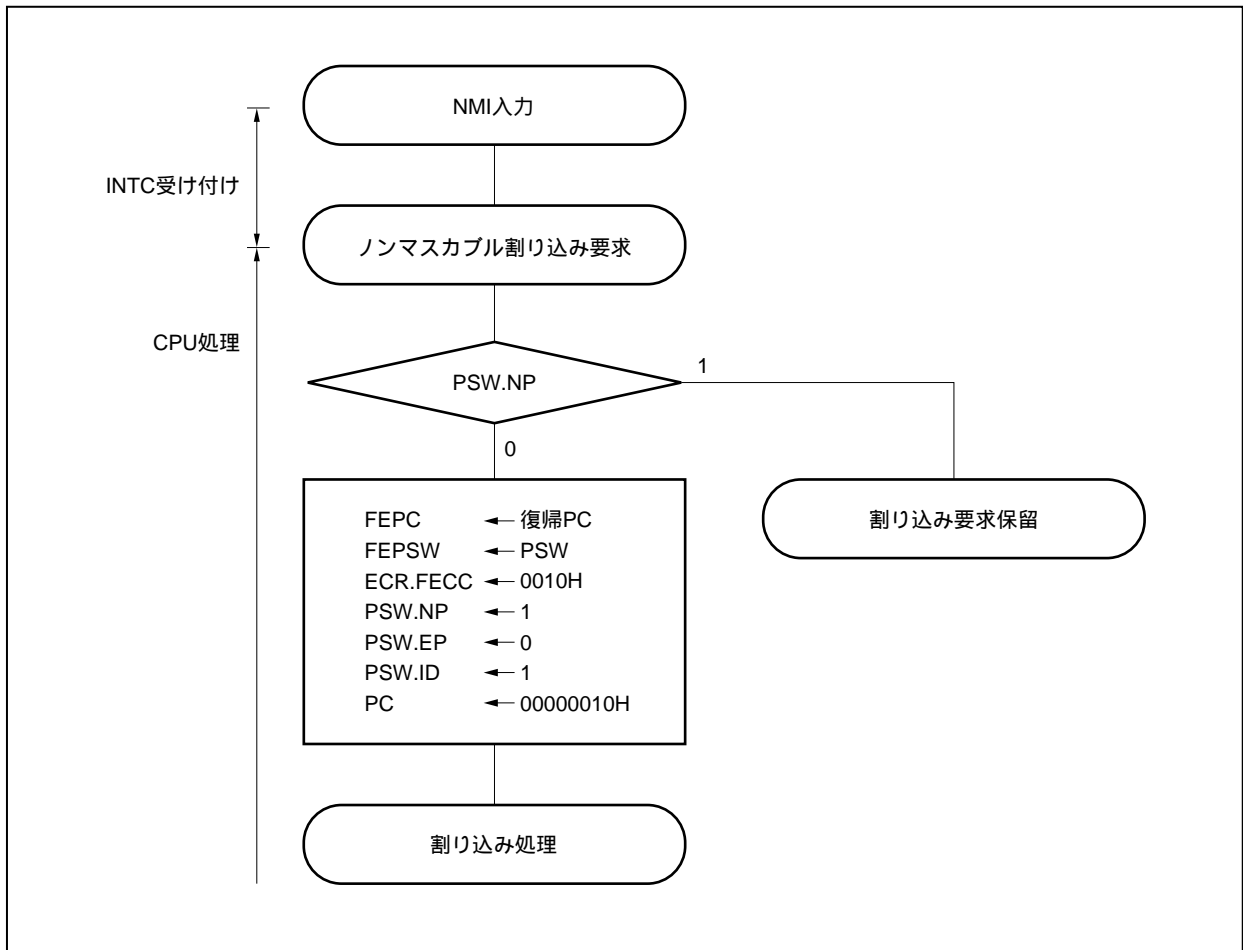 NMI入力
INTC受け付け
ノンマスカブル割り込み要求
CPU処理
PSW.NP
1
0
FEPC ← 復帰PC
FEPSW ← PSW
ECR.FECC ← 0010H
PSW.NP ← 1
PSW.EP ← 0
PSW.ID ← 1
PC ← 00000010H
割り込み要求保留
割り込み処理